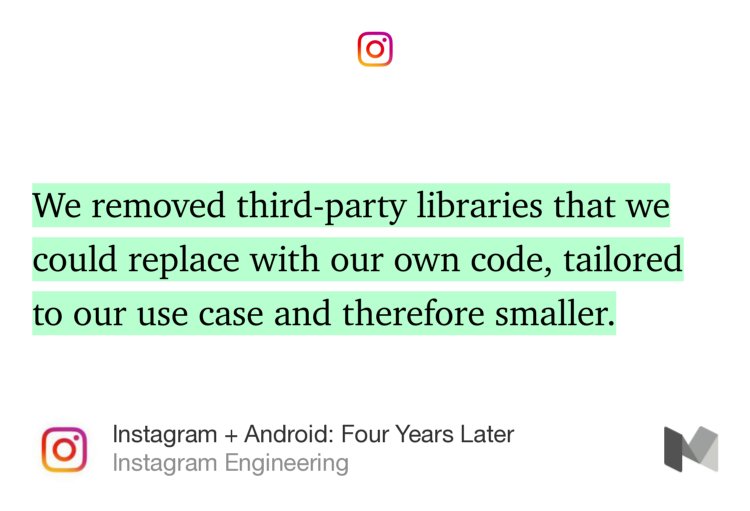 We removed third-party libraries that we
could replace with our own code, tailored
to our use case and therefore smaller.
Instagram + Android: Four Years Later
Instagram Engineering